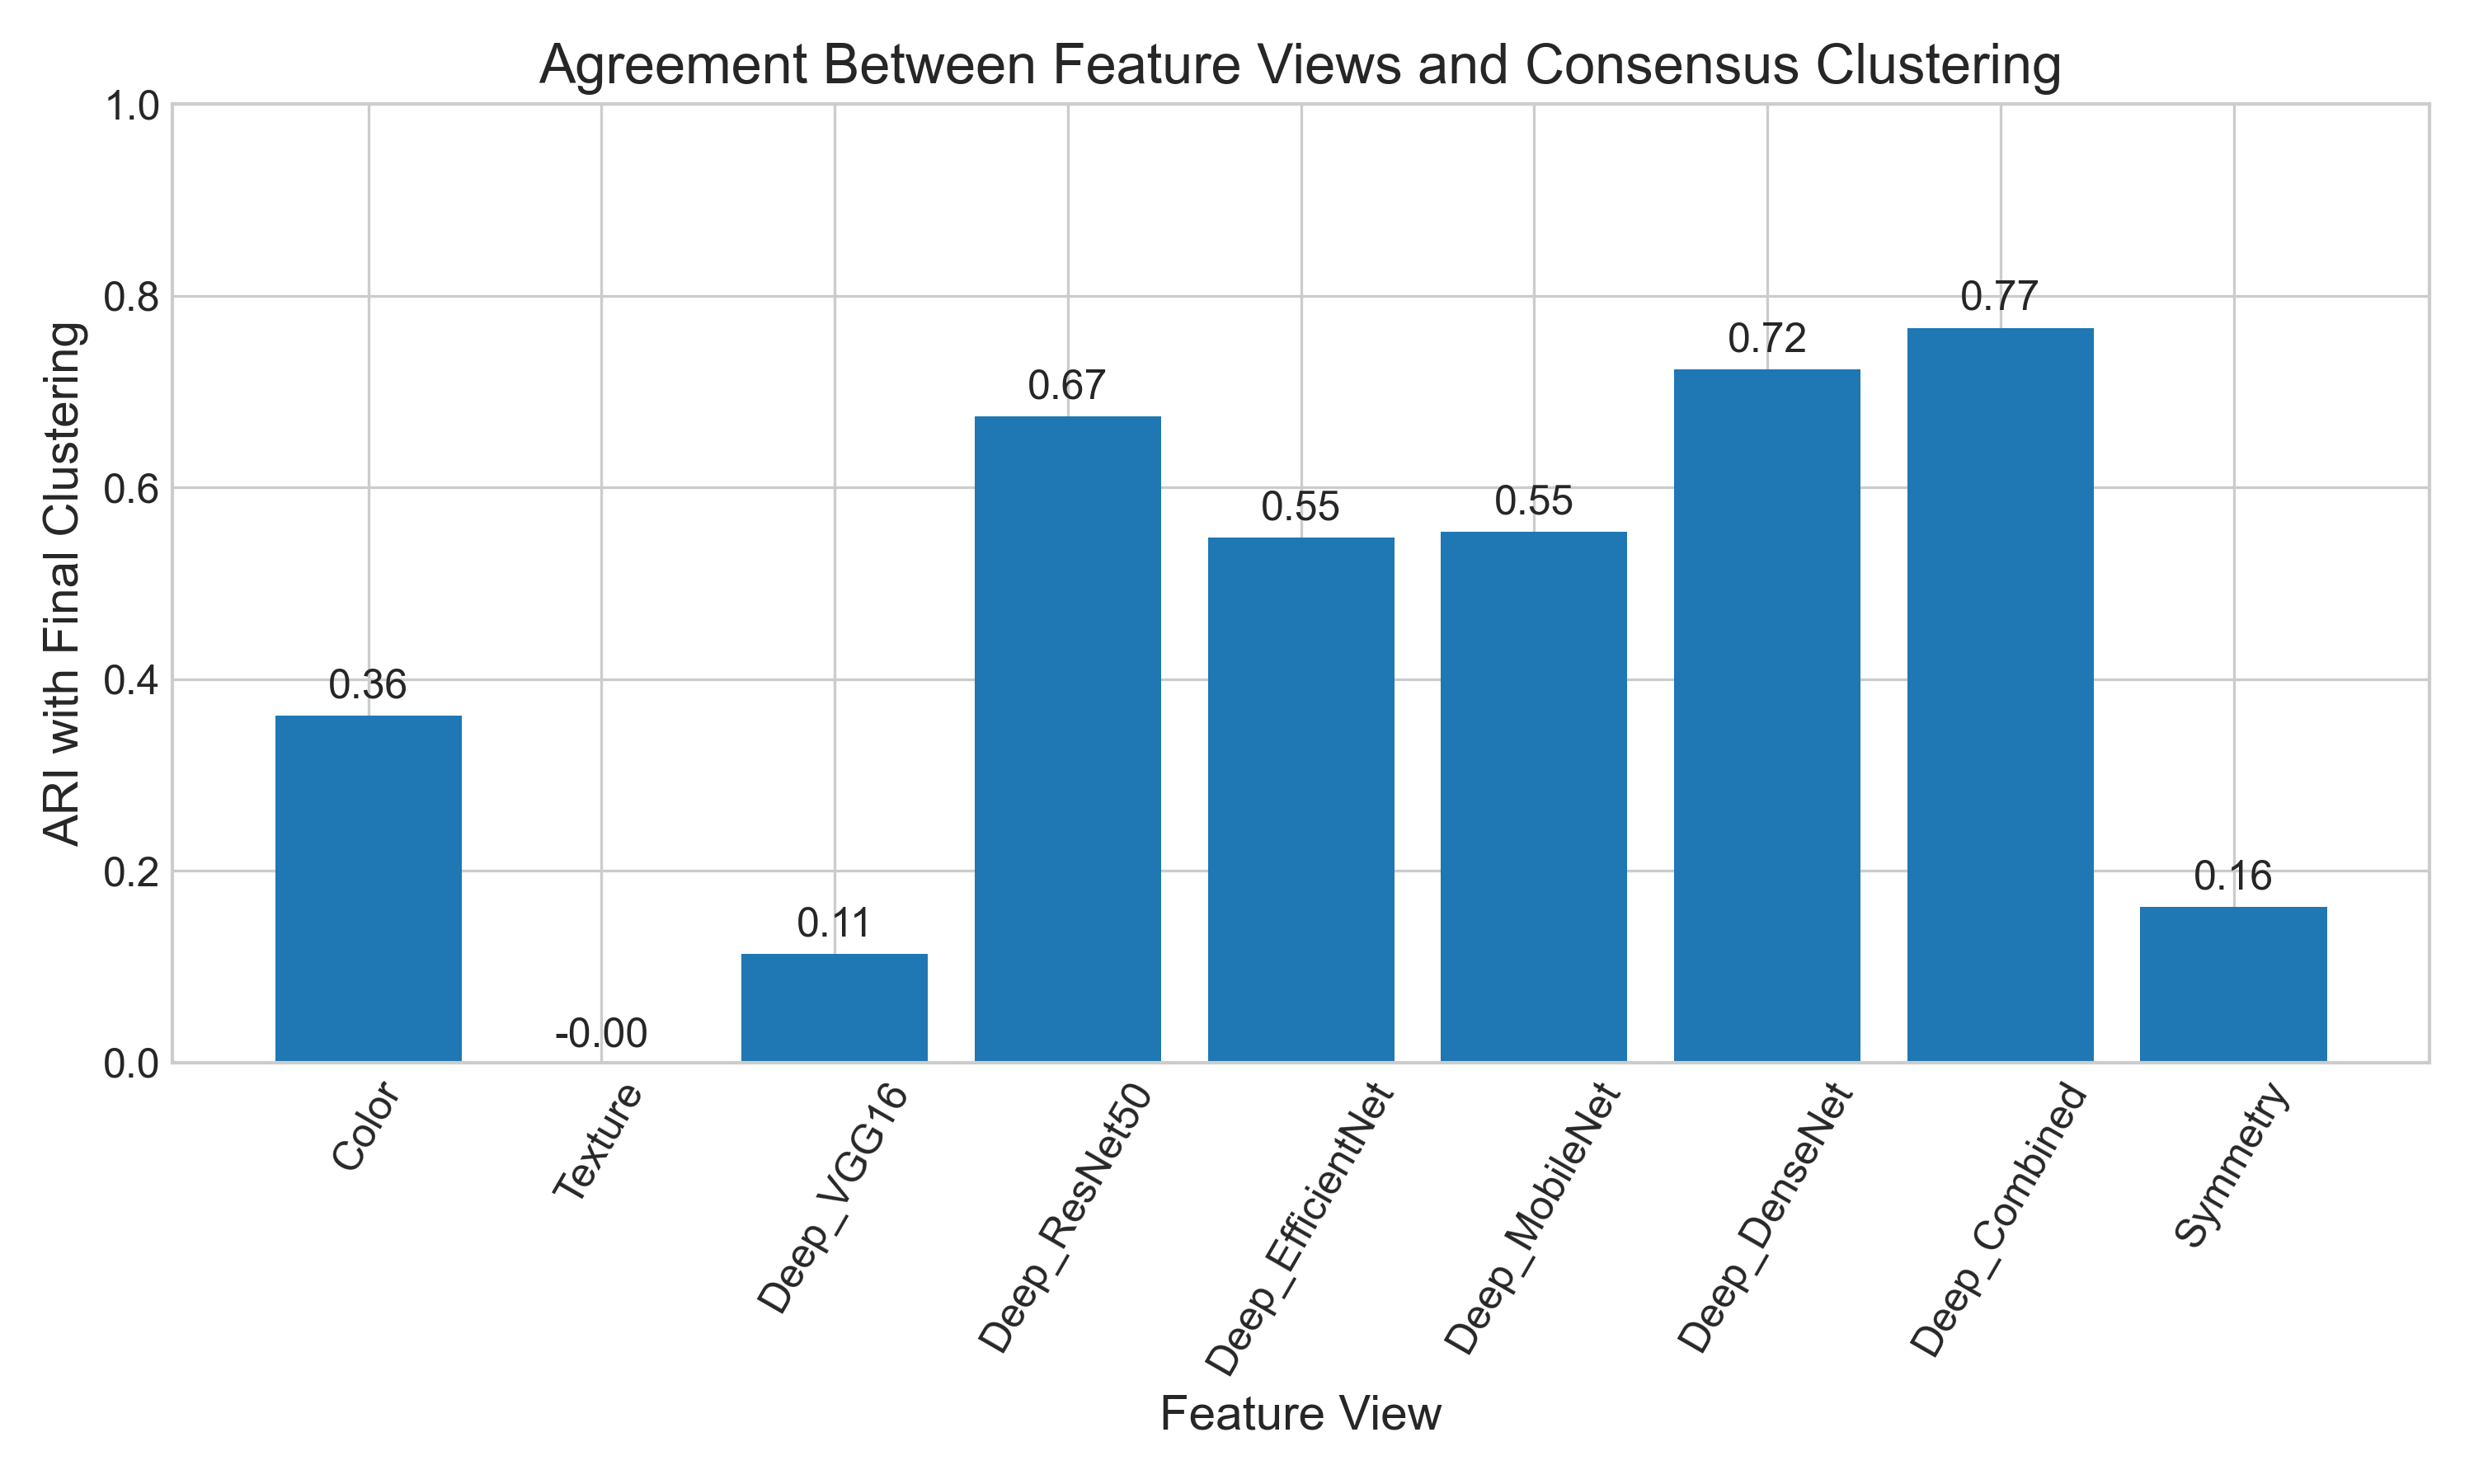 Agreement Between Feature Views and Consensus Clustering
ARI with Final Clustering
1.0
0.8
0.6
0.4
0.2
0.0
0.36
-0.00
0.11
0.67
0.55
0.55
0.72
0.77
0.16
Color
Texture
Deep_VGG16
Deep_ResNet50
Deep_EfficientNet
Deep_MobileNet
Deep_DenseNet
Deep_Combined
Symmetry
Feature View